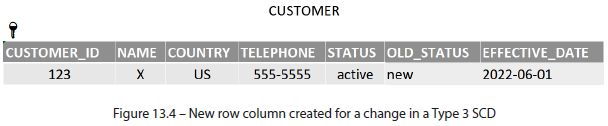 CUSTOMER
CUSTOMER_ID NAME COUNTRY TELEPHONE STATUS OLD_STATUS EFFECTIVE_DATE
123 X US 555-5555 active new 2022-06-01
Figure 13.4 – New row column created for a change in a Type 3 SCD